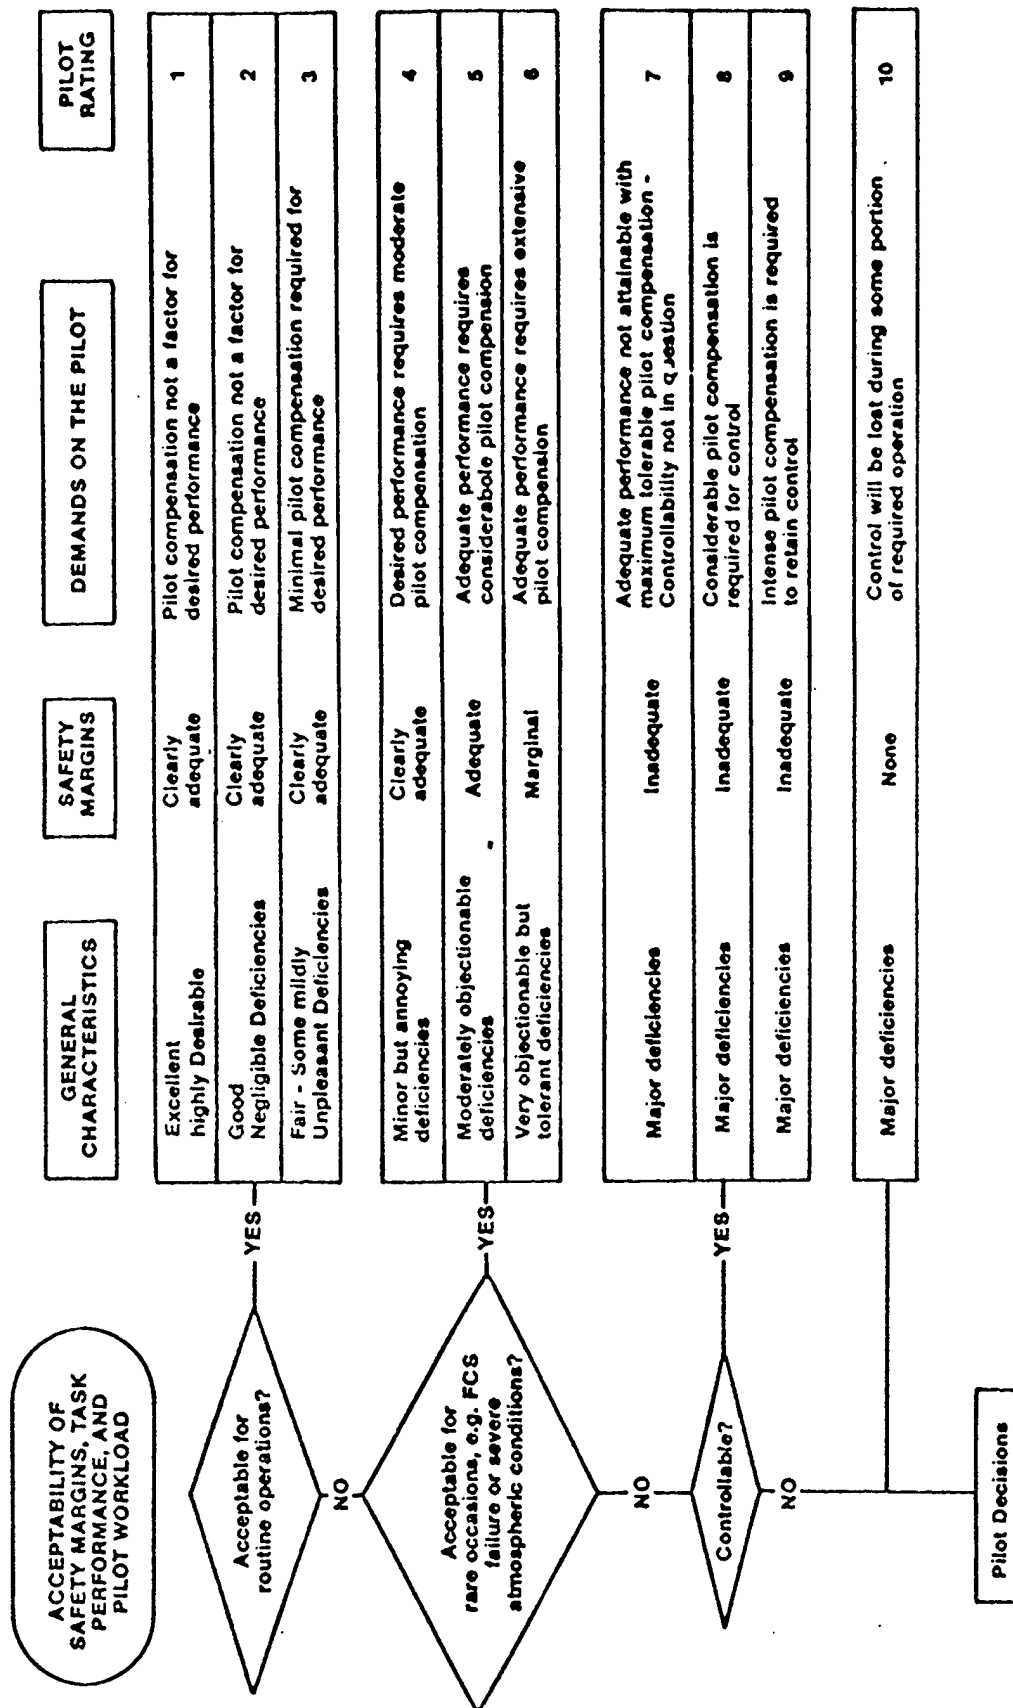 ACCEPTABILITY OF
SAFETY MARGINS, TASK
PERFORMANCE, AND
PILOT WORKLOAD
GENERAL
CHARACTERISTICS
SAFETY
MARGINS
DEMANDS ON THE PILOT
PILOT
RATING
Acceptable for
routine operations?
YES
Excellent
highly Desirable
Clearly
adequate
Pilot compensation not a factor for
desired performance
1
Good
Negligible Deficiencies
Clearly
adequate
Pilot compensation not a factor for
desired performance
2
Fair - Some mildly
Unpleasant Deficiencies
Clearly
adequate
Minimal pilot compensation required for
desired performance
3
NO
Acceptable for
rare occasions, e.g. FCS
failure or severe
atmospheric conditions?
YES
Minor but annoying
deficiencies
Clearly
adequate
Desired performance requires moderate
pilot compensation
4
Moderately objectionable
deficiencies
Adequate
Adequate performance requires
considerabole pilot compension
5
Very objectionable but
tolerant deficiencies
Marginal
Adequate performance requires extensive
pilot compension
6
NO
Controllable?
YES
Major deficiencies
Inadequate
Adequate performance not attainable with
maximum tolerable pilot compensation -
Controllability not in question
7
Major deficiencies
Inadequate
Considerable pilot compensation is
required for control
8
Major deficiencies
Inadequate
Intense pilot compensation is required
to retain control
9
NO
Major deficiencies
None
Control will be lost during some portion
of required operation
10
Pilot Decisions